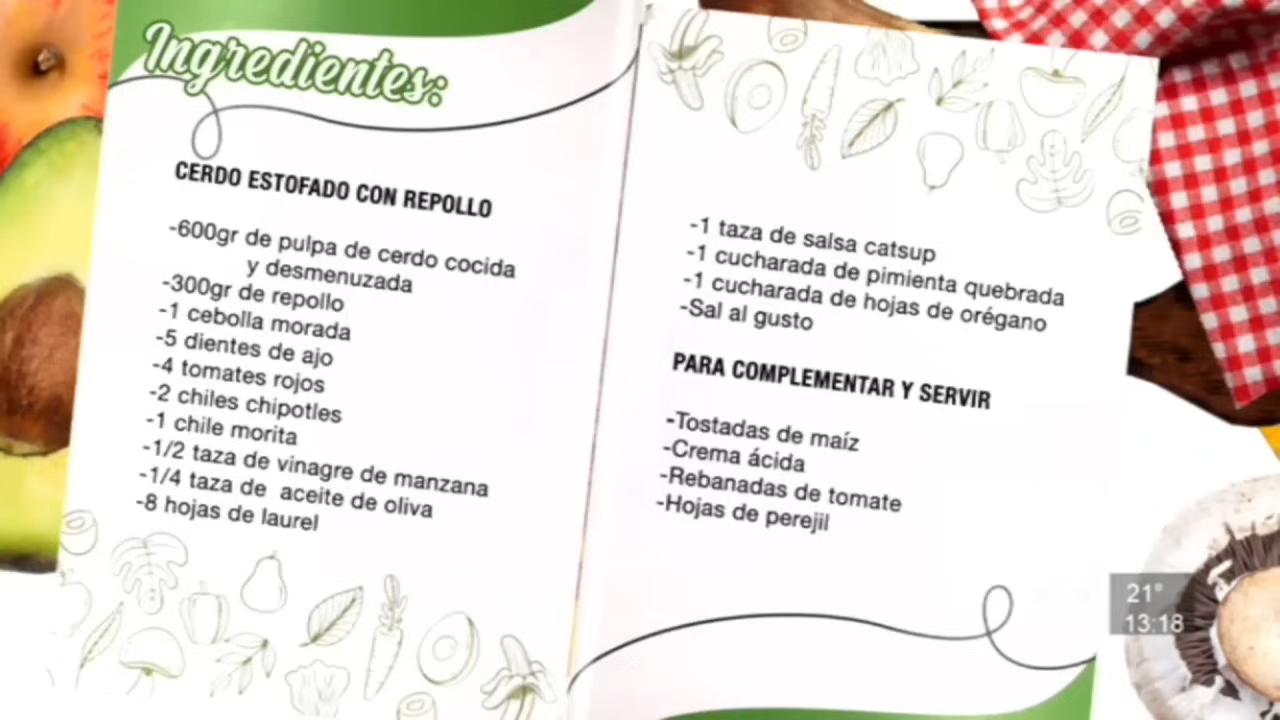 Ingredientes:
CERDO ESTOFADO CON REPOLLO
-600gr de pulpa de cerdo cocida
y desmenuzada
-300gr de repollo
-1 cebolla morada
-5 dientes de ajo
-4 tomates rojos
-2 chiles chipotles
-1 chile morita
-1/2 taza de vinagre de manzana
-1/4 taza de aceite de oliva
-8 hojas de laurel
-1 taza de salsa catsup
-1 cucharada de pimienta quebrada
-1 cucharada de hojas de orégano
-Sal al gusto
PARA COMPLEMENTAR Y SERVIR
-Tostadas de maíz
-Crema ácida
-Rebanadas de tomate
-Hojas de perejil
21°
13:18